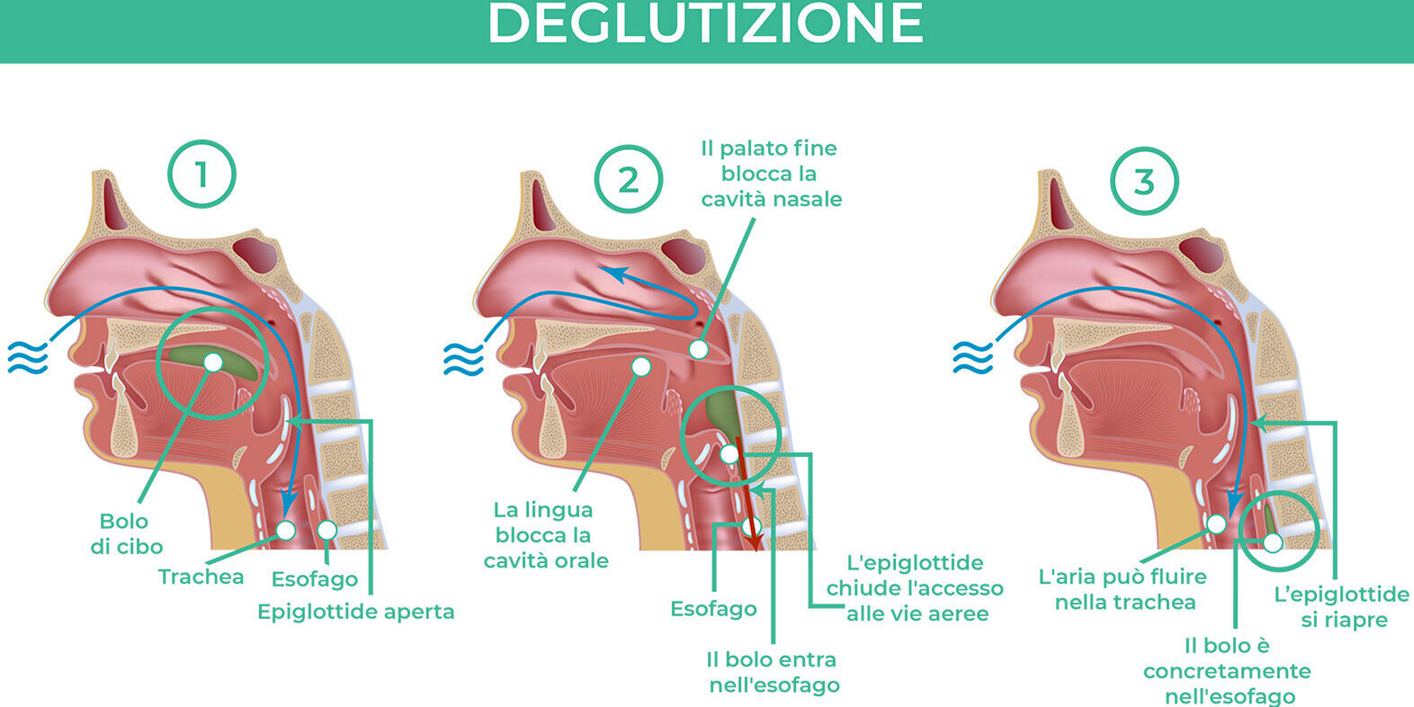 DEGLUTIZIONE
1
Bolo
di cibo
Trachea
Esofago
Epiglottide aperta
2
Il palato fine
blocca la
cavità nasale
La lingua
blocca la
cavità orale
Esofago
L'epiglottide
chiude l'accesso
alle vie aeree
Il bolo entra
nell'esofago
3
L'aria può fluire
nella trachea
L’epiglottide
si riapre
Il bolo è
concretamente
nell'esofago